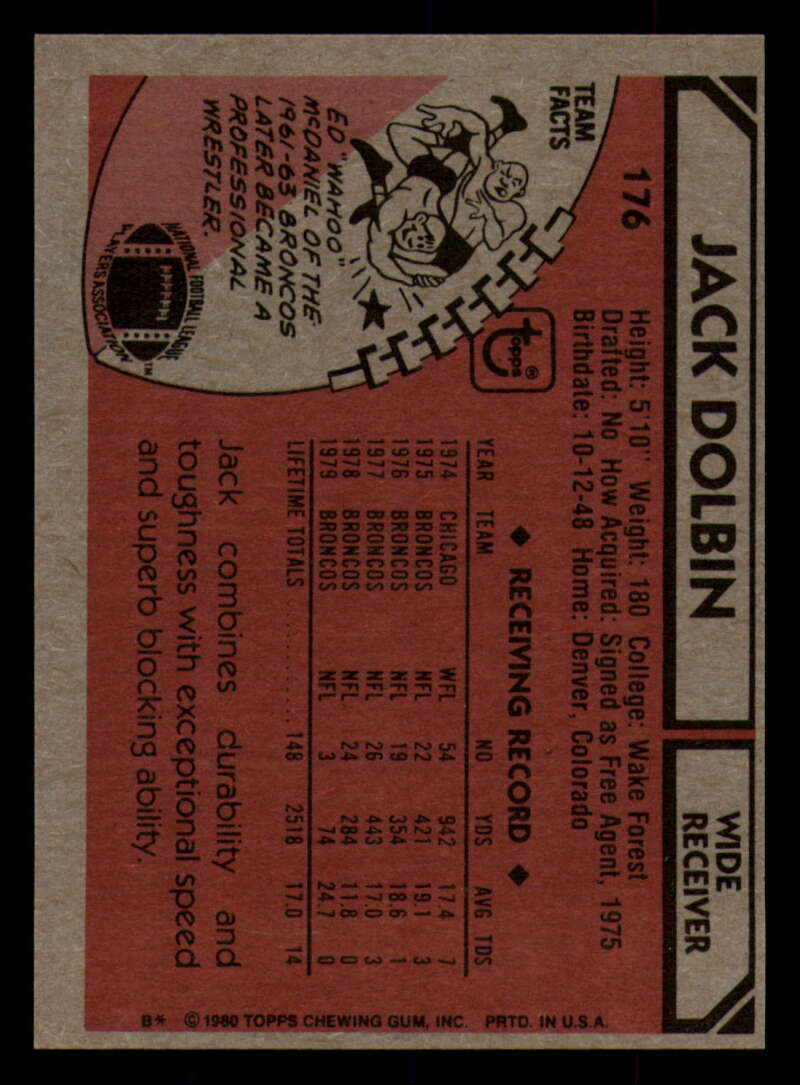 JACK DOLBIN
WIDE
RECEIVER
176
Height: 5'10" Weight: 180 College: Wake Forest
Drafted: No How Acquired: Signed as Free Agent, 1975
Birthdate: 10-12-48 Home: Denver, Colorado
TEAM
FACTS
ED "WAHOO"
McDANIEL OF THE
1961-63 BRONCOS
LATER BECAME A
PROFESSIONAL
WRESTLER.
topps®
NATIONAL FOOTBALL LEAGUE
PLAYERS ASSOCIATION™
◆ RECEIVING RECORD ◆
YEAR TEAM NO YDS AVG TDS
1974 CHICAGO WFL 54 942 17.4 7
1975 BRONCOS NFL 22 421 19.1 3
1976 BRONCOS NFL 19 354 18.6 1
1977 BRONCOS NFL 26 443 17.0 3
1978 BRONCOS NFL 24 284 11.8 0
1979 BRONCOS NFL 3 74 24.7 0
LIFETIME TOTALS .......... 148 2518 17.0 14
Jack combines durability and
toughness with exceptional speed
and superb blocking ability.
B* © 1980 TOPPS CHEWING GUM, INC. PRTD. IN U.S.A.